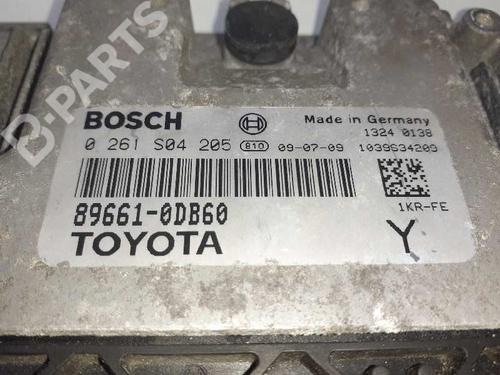 B-PARTS
BOSCH
Made in Germany
1324 0138
0 261 S04 205 810 09-07-09 1039S34209
89661-0DB60
1KR-FE
TOYOTA
Y